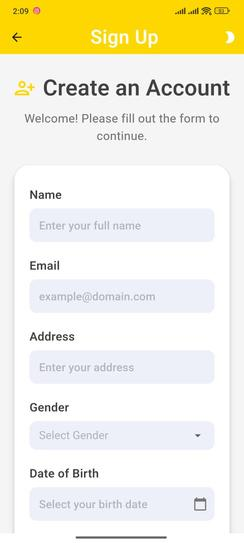 2:09
Sign Up
Create an Account
Welcome! Please fill out the form to
continue.
Name
Enter your full name
Email
example@domain.com
Address
Enter your address
Gender
Select Gender
Date of Birth
Select your birth date